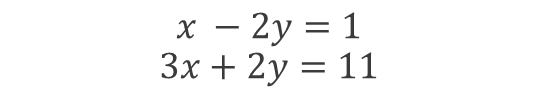 x − 2y = 1
3x + 2y = 11